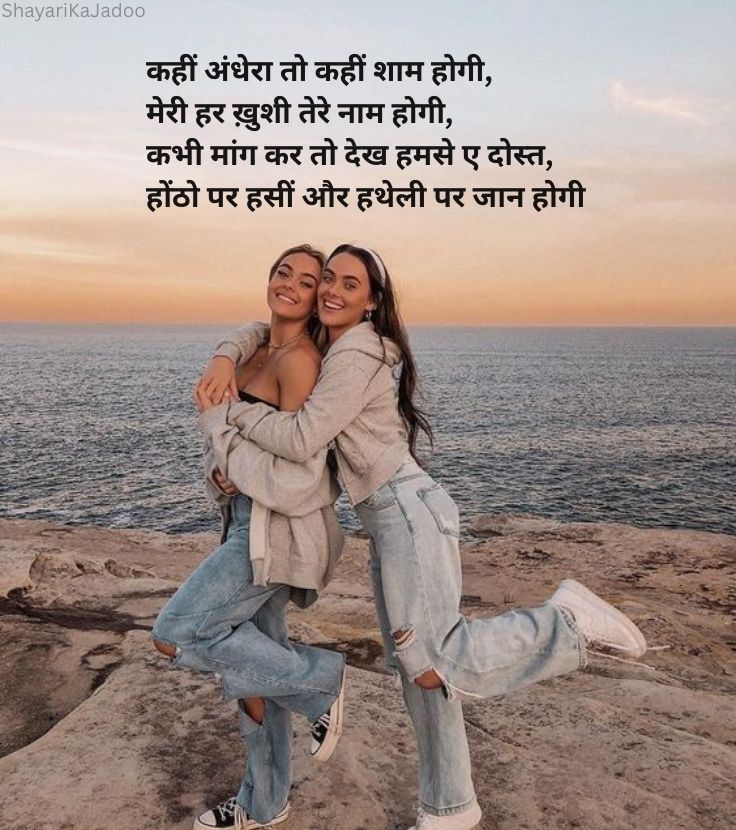 ShayariKaJadoo
कहीं अंधेरा तो कहीं शाम होगी,
मेरी हर ख़ुशी तेरे नाम होगी,
कभी मांग कर तो देख हमसे ए दोस्त,
होंठो पर हसीं और हथेली पर जान होगी